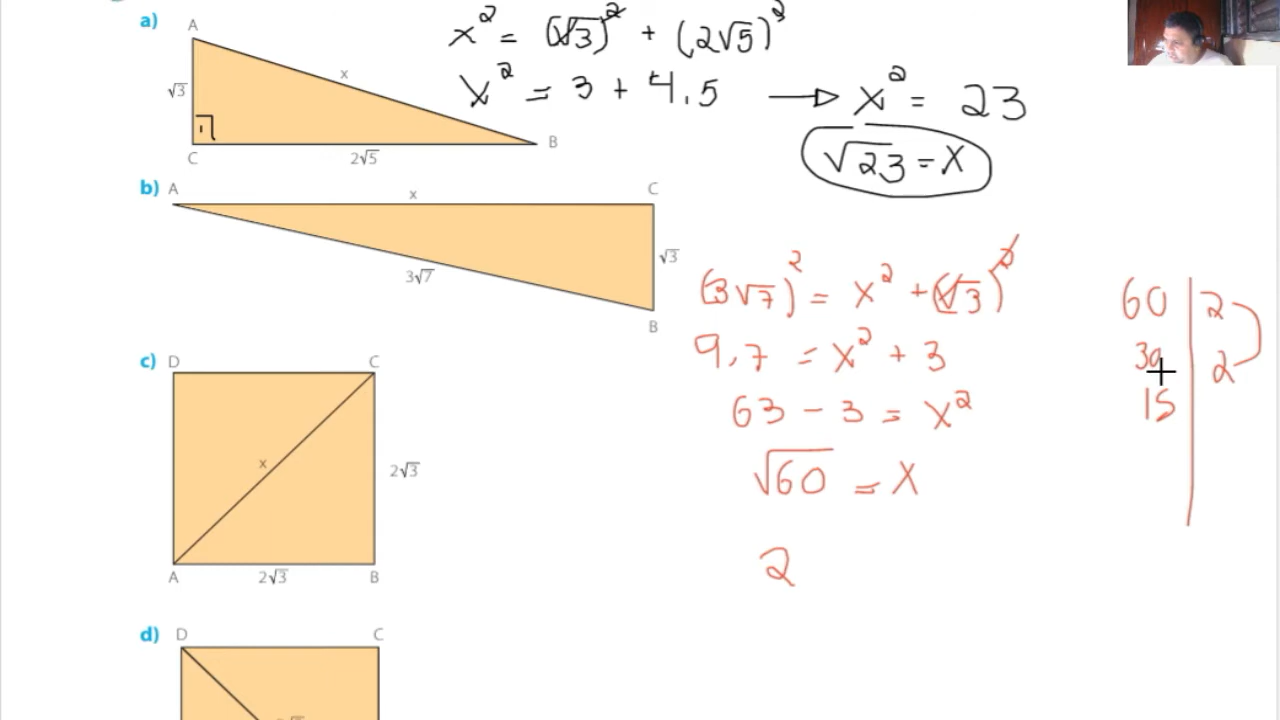 a) A
x
√3
C
2√5
B
x² = (√3)² + (2√5)²
x² = 3 + 4.5 → x² = 23
√23 = x
b) A
x
C
√3
3√7
B
(3√7)² = x² + (√3)²
9.7 = x² + 3
63 - 3 = x²
√60 = x
2
60 | 2
30 | 2
15
c) D
C
x
2√3
A
2√3
B
d) D
C